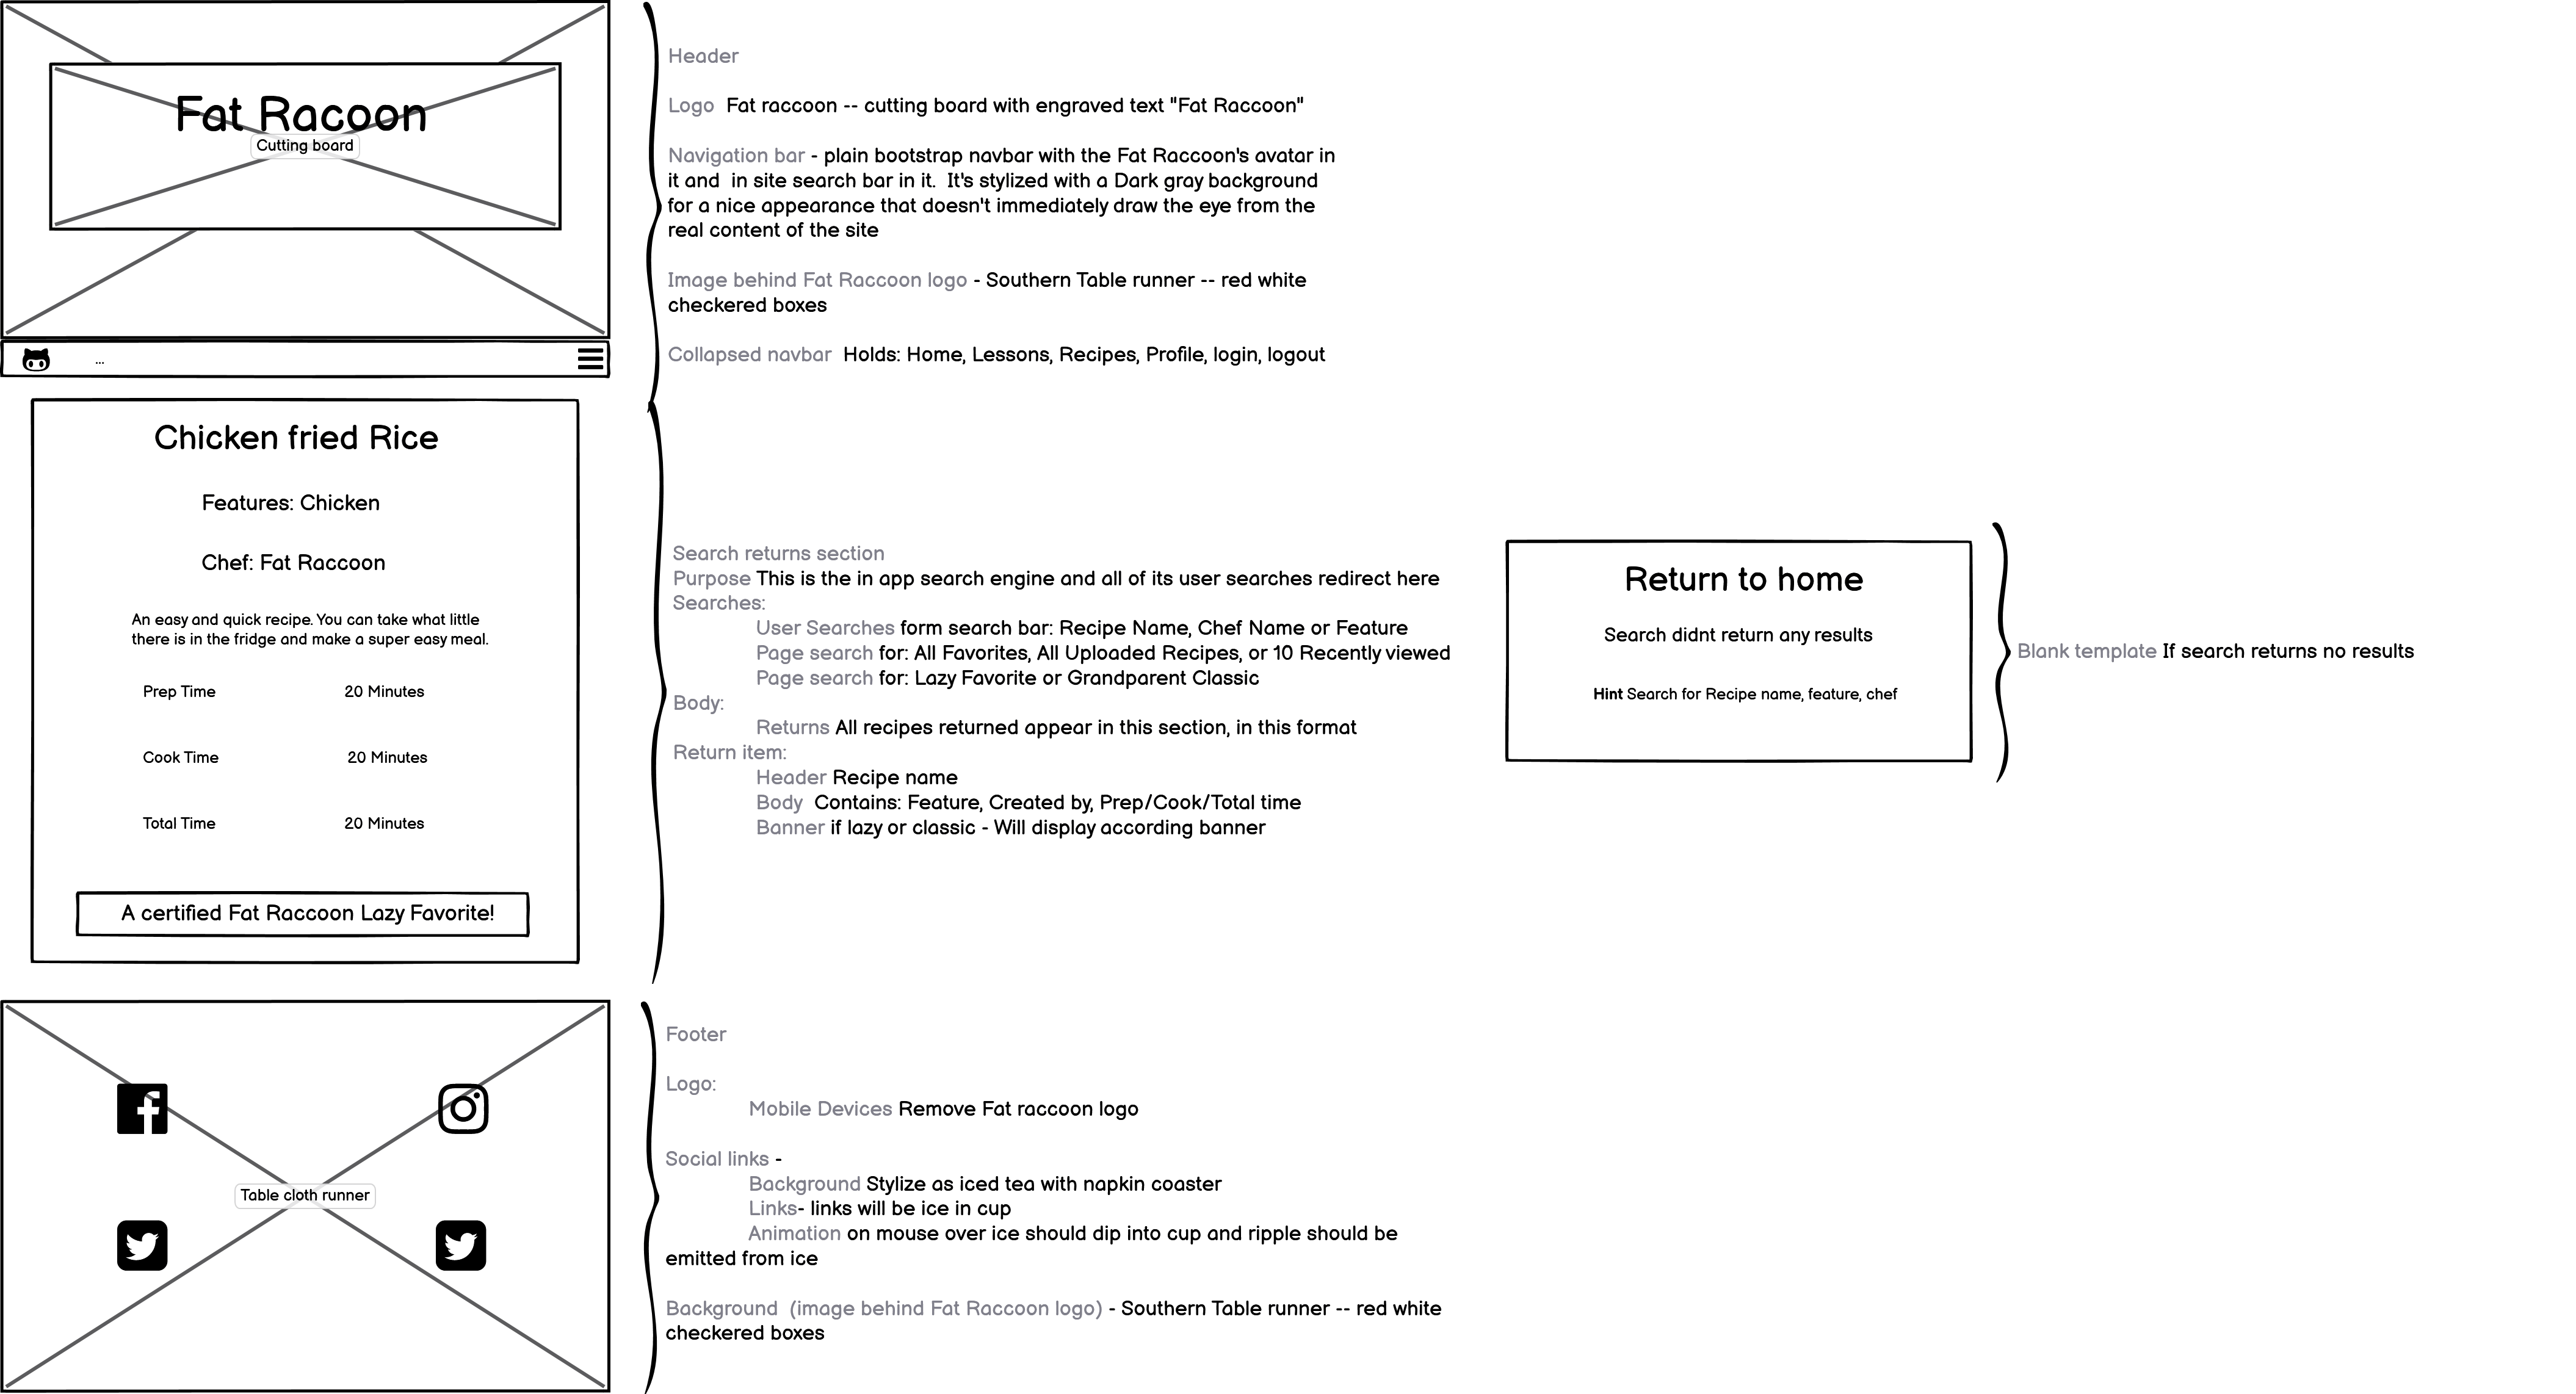 Fat Racoon
Cutting board
...
Header
Logo  Fat raccoon -- cutting board with engraved text "Fat Raccoon"
Navigation bar - plain bootstrap navbar with the Fat Raccoon's avatar in
it and  in site search bar in it.  It's stylized with a Dark gray background
for a nice appearance that doesn't immediately draw the eye from the
real content of the site
Image behind Fat Raccoon logo - Southern Table runner -- red white
checkered boxes
Collapsed navbar  Holds: Home, Lessons, Recipes, Profile, login, logout
Chicken fried Rice
Features: Chicken
Chef: Fat Raccoon
An easy and quick recipe. You can take what little
there is in the fridge and make a super easy meal.
Prep Time 20 Minutes
Cook Time 20 Minutes
Total Time 20 Minutes
A certified Fat Raccoon Lazy Favorite!
Search returns section
Purpose This is the in app search engine and all of its user searches redirect here
Searches:
User Searches form search bar: Recipe Name, Chef Name or Feature
Page search for: All Favorites, All Uploaded Recipes, or 10 Recently viewed
Page search for: Lazy Favorite or Grandparent Classic
Body:
Returns All recipes returned appear in this section, in this format
Return item:
Header Recipe name
Body  Contains: Feature, Created by, Prep/Cook/Total time
Banner if lazy or classic - Will display according banner
Return to home
Search didnt return any results
Hint Search for Recipe name, feature, chef
Blank template If search returns no results
Table cloth runner
Footer
Logo:
Mobile Devices Remove Fat raccoon logo
Social links -
Background Stylize as iced tea with napkin coaster
Links- links will be ice in cup
Animation on mouse over ice should dip into cup and ripple should be
emitted from ice
Background  (image behind Fat Raccoon logo) - Southern Table runner -- red white
checkered boxes